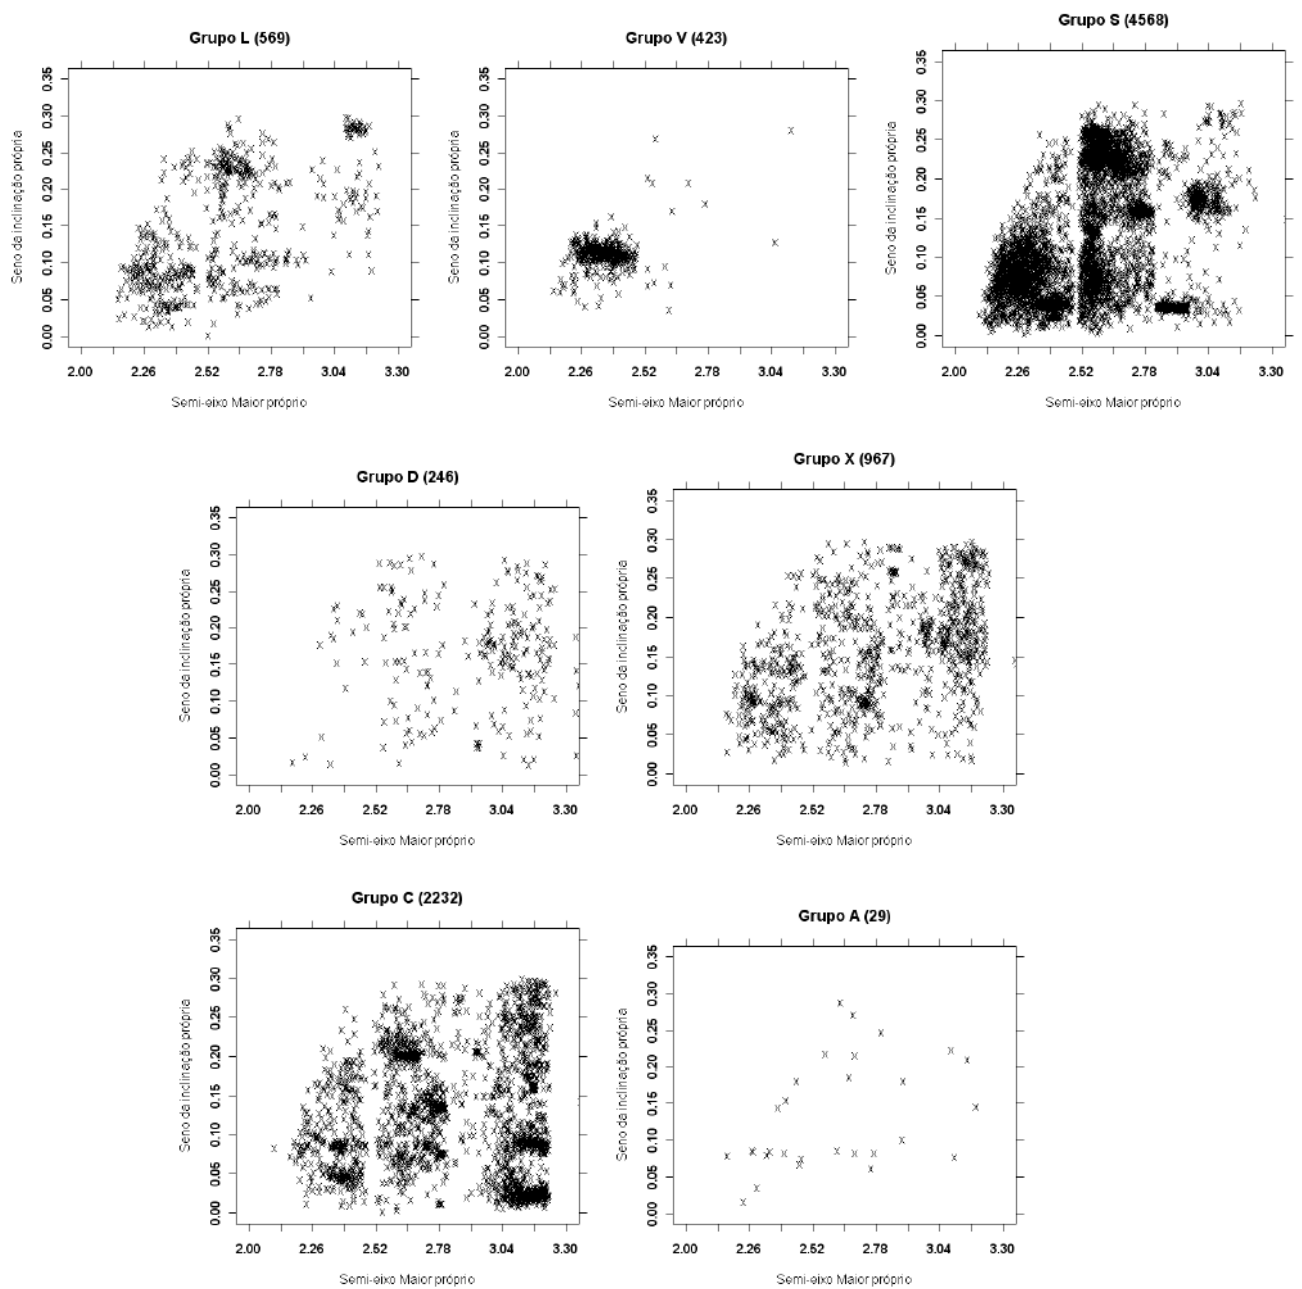 Grupo L (569)
Grupo V (423)
Grupo S (4568)
Seno da inclinação própria
0.00 0.05 0.10 0.15 0.20 0.25 0.30 0.35
2.00 2.26 2.52 2.78 3.04 3.30
Semi-eixo Maior próprio
Seno da inclinação própria
0.00 0.05 0.10 0.15 0.20 0.25 0.30 0.35
2.00 2.26 2.52 2.78 3.04 3.30
Semi-eixo Maior próprio
Seno da inclinação própria
0.00 0.05 0.10 0.15 0.20 0.25 0.30 0.35
2.00 2.26 2.52 2.78 3.04 3.30
Semi-eixo Maior próprio
Grupo D (246)
Seno da inclinação própria
0.00 0.05 0.10 0.15 0.20 0.25 0.30 0.35
2.00 2.26 2.52 2.78 3.04 3.30
Semi-eixo Maior próprio
Grupo X (967)
Seno da inclinação própria
0.00 0.05 0.10 0.15 0.20 0.25 0.30 0.35
2.00 2.26 2.52 2.78 3.04 3.30
Semi-eixo Maior próprio
Grupo C (2232)
Seno da inclinação própria
0.00 0.05 0.10 0.15 0.20 0.25 0.30 0.35
2.00 2.26 2.52 2.78 3.04 3.30
Semi-eixo Maior próprio
Grupo A (29)
Seno da inclinação própria
0.00 0.05 0.10 0.15 0.20 0.25 0.30 0.35
2.00 2.26 2.52 2.78 3.04 3.30
Semi-eixo Maior próprio